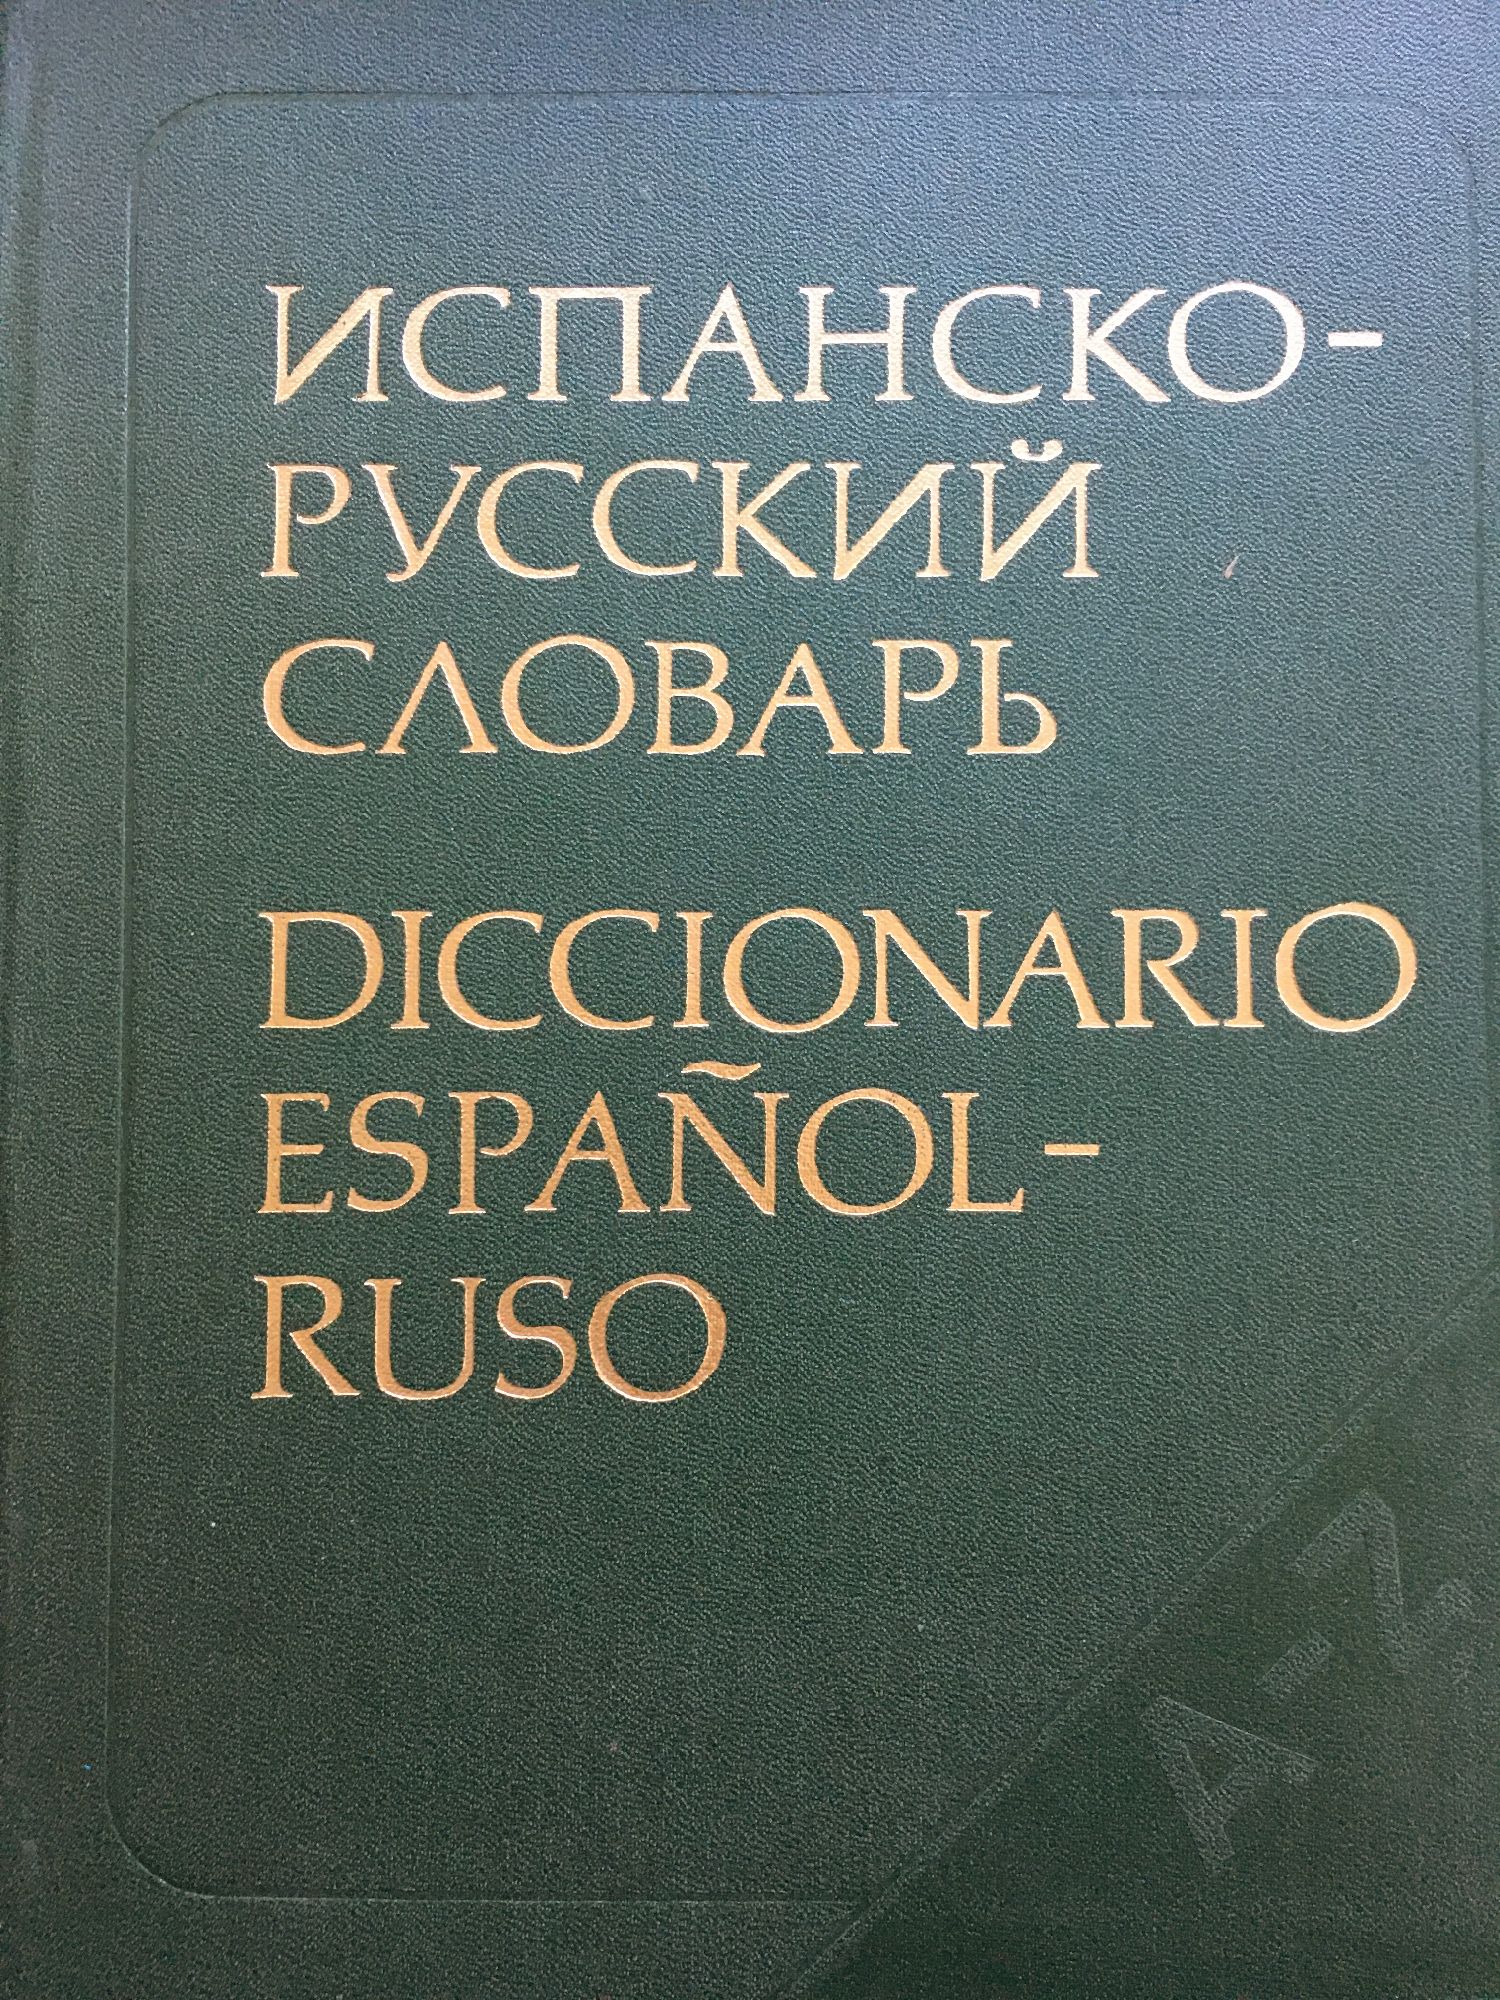 ИСПАНСКО-
РУССКИЙ
СЛОВАРЬ
DICCIONARIO
ESPAÑOL-
RUSO
A-Z